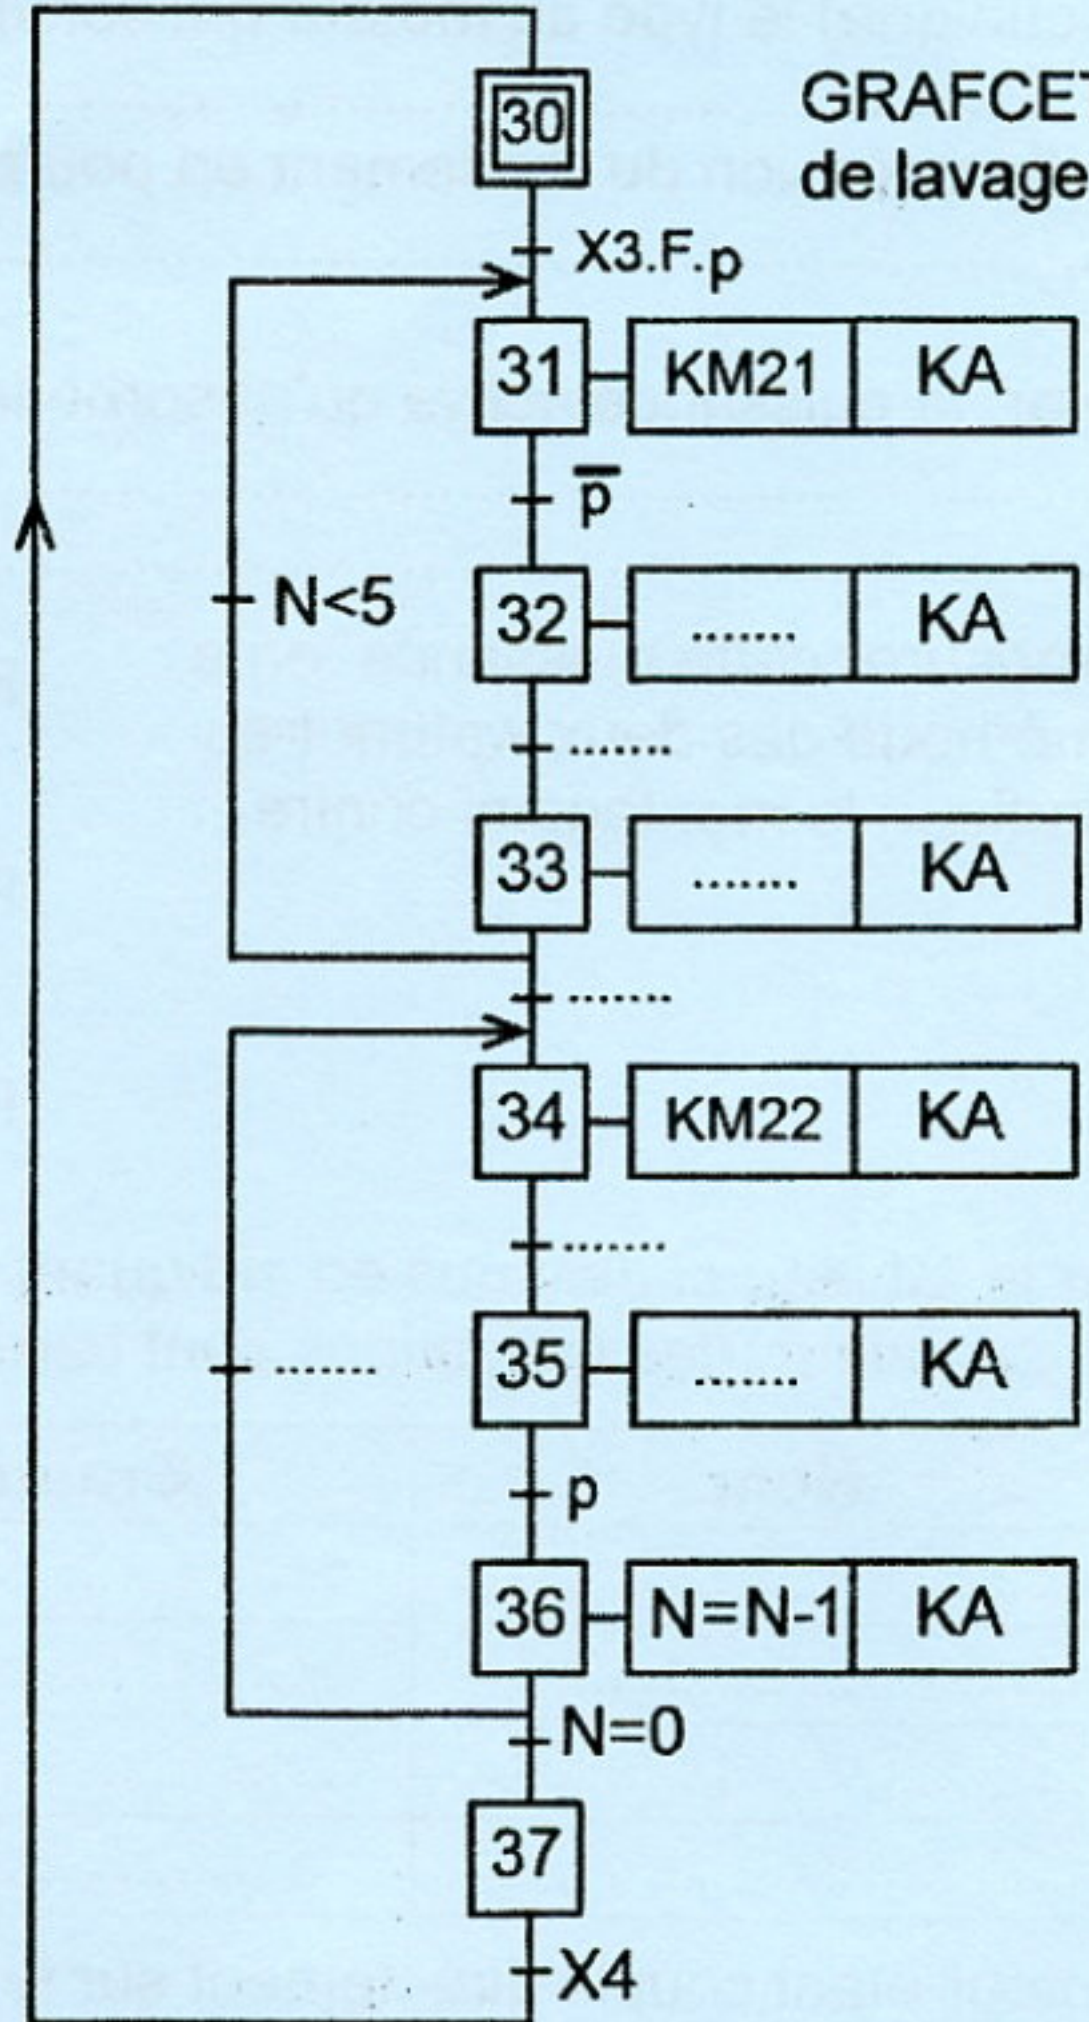 30
GRAFCET
de lavage
X3.F.p
31 KM21 KA
p̅
N<5
32 ....... KA
.......
33 ....... KA
.......
34 KM22 KA
.......
35 ....... KA
.......
p
36 N=N-1 KA
N=0
37
X4